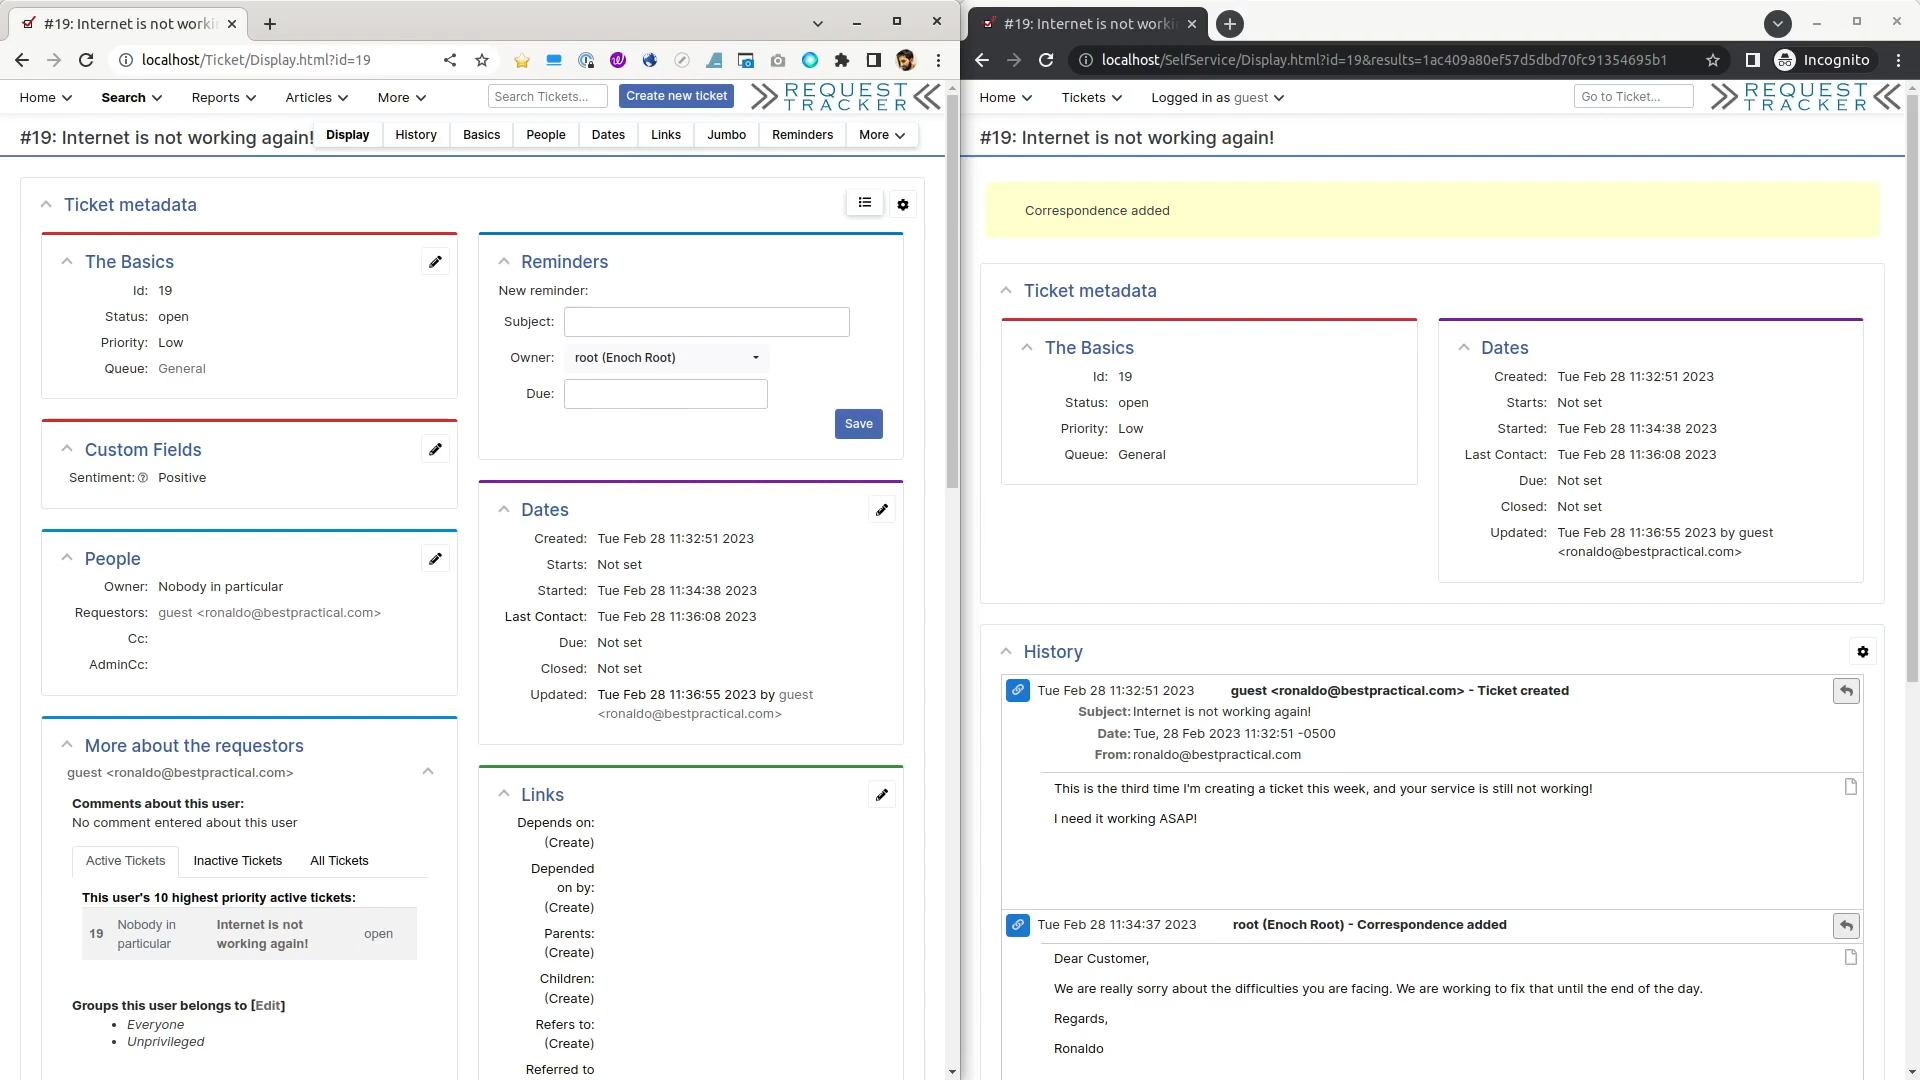 #19: Internet is not worki
localhost/Ticket/Display.html?id=19
Home
Search
Reports
Articles
More
Search Tickets...
Create new ticket
REQUEST TRACKER
#19: Internet is not working again!
Display
History
Basics
People
Dates
Links
Jumbo
Reminders
More
Ticket metadata
The Basics
Id: 19
Status: open
Priority: Low
Queue: General
Custom Fields
Sentiment: Positive
People
Owner: Nobody in particular
Requestors: guest <ronaldo@bestpractical.com>
Cc:
AdminCc:
More about the requestors
guest <ronaldo@bestpractical.com>
Comments about this user:
No comment entered about this user
Active Tickets
Inactive Tickets
All Tickets
This user's 10 highest priority active tickets:
19 Nobody in particular Internet is not working again! open
Groups this user belongs to [Edit]
• Everyone
• Unprivileged
Reminders
New reminder:
Subject:
Owner: root (Enoch Root)
Due:
Save
Dates
Created: Tue Feb 28 11:32:51 2023
Starts: Not set
Started: Tue Feb 28 11:34:38 2023
Last Contact: Tue Feb 28 11:36:08 2023
Due: Not set
Closed: Not set
Updated: Tue Feb 28 11:36:55 2023 by guest
<ronaldo@bestpractical.com>
Links
Depends on:
(Create)
Depended
on by:
(Create)
Parents:
(Create)
Children:
(Create)
Refers to:
(Create)
Referred to
#19: Internet is not worki
localhost/SelfService/Display.html?id=19&results=1ac409a80ef57d5dbd70fc91354695b1
Incognito
Home
Tickets
Logged in as guest
Go to Ticket...
REQUEST TRACKER
#19: Internet is not working again!
Correspondence added
Ticket metadata
The Basics
Id: 19
Status: open
Priority: Low
Queue: General
Dates
Created: Tue Feb 28 11:32:51 2023
Starts: Not set
Started: Tue Feb 28 11:34:38 2023
Last Contact: Tue Feb 28 11:36:08 2023
Due: Not set
Closed: Not set
Updated: Tue Feb 28 11:36:55 2023 by guest
<ronaldo@bestpractical.com>
History
Tue Feb 28 11:32:51 2023 guest <ronaldo@bestpractical.com> - Ticket created
Subject: Internet is not working again!
Date: Tue, 28 Feb 2023 11:32:51 -0500
From: ronaldo@bestpractical.com
This is the third time I'm creating a ticket this week, and your service is still not working!
I need it working ASAP!
Tue Feb 28 11:34:37 2023 root (Enoch Root) - Correspondence added
Dear Customer,
We are really sorry about the difficulties you are facing. We are working to fix that until the end of the day.
Regards,
Ronaldo